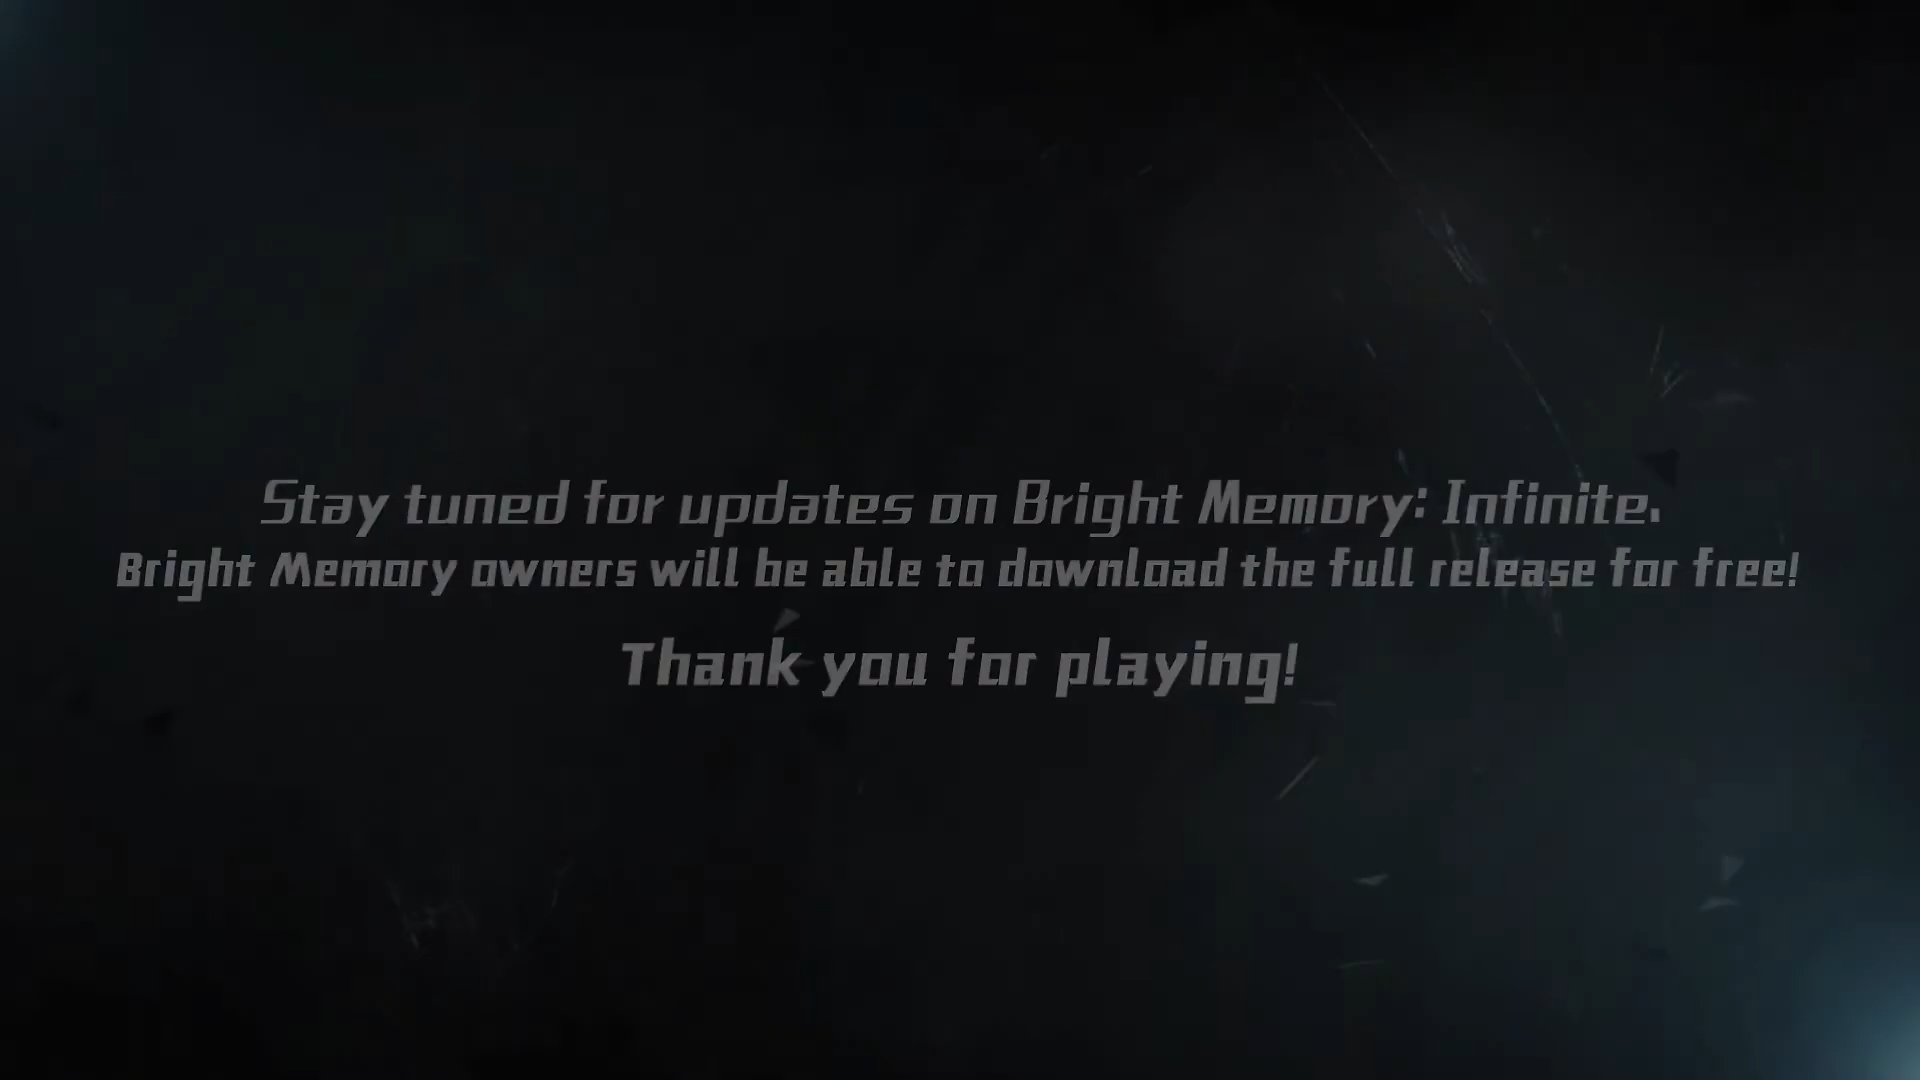 Stay tuned for updates on Bright Memory: Infinite.
Bright Memory owners will be able to download the full release for free!
Thank you for playing!